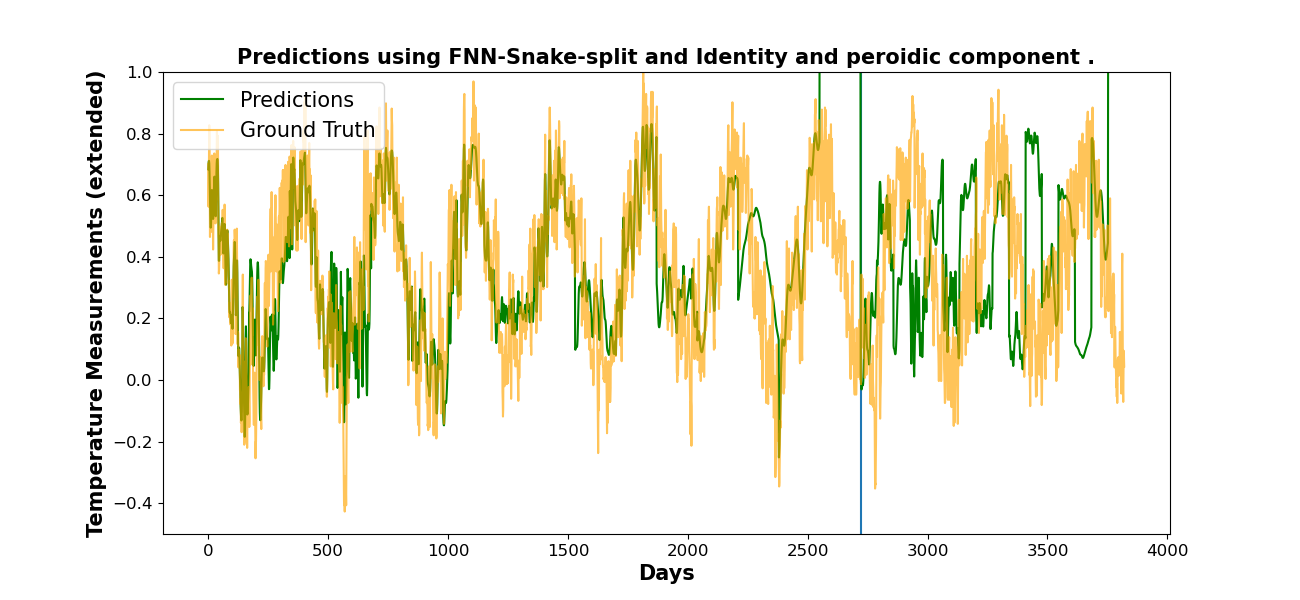 Predictions using FNN-Snake-split and Identity and peroidic component .
Temperature Measurements (extended)
1.0
0.8
0.6
0.4
0.2
0.0
−0.2
−0.4
Predictions
Ground Truth
0 500 1000 1500 2000 2500 3000 3500 4000
Days